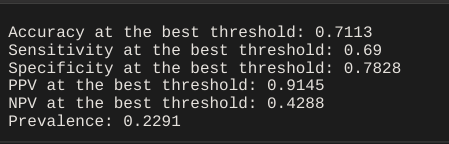 Accuracy at the best threshold: 0.7113
Sensitivity at the best threshold: 0.69
Specificity at the best threshold: 0.7828
PPV at the best threshold: 0.9145
NPV at the best threshold: 0.4288
Prevalence: 0.2291